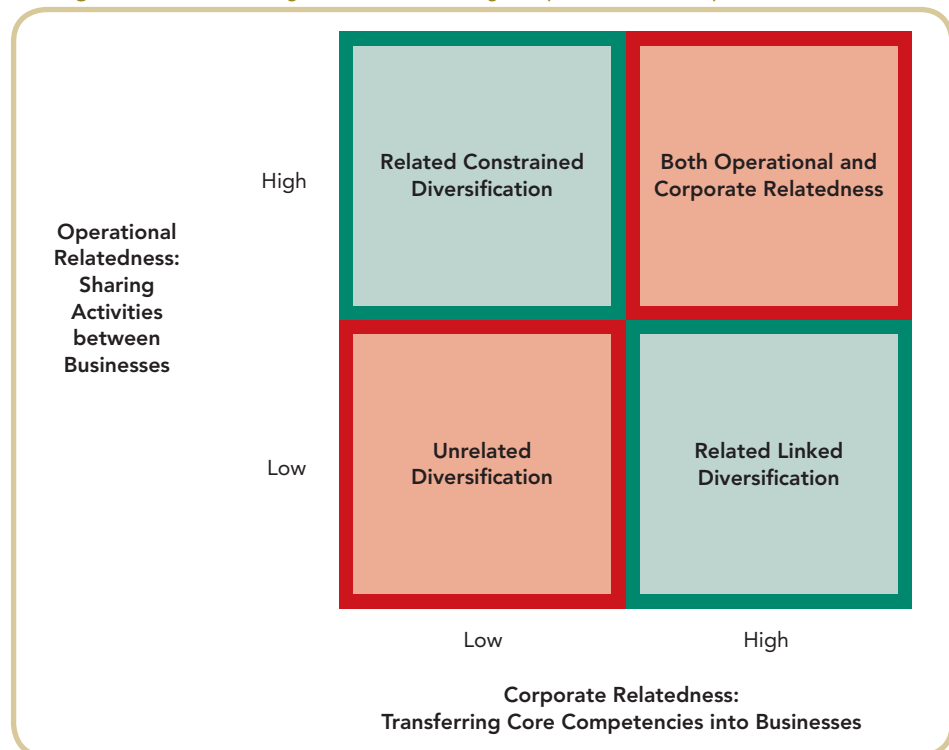 High
Related Constrained
Diversification
Both Operational and
Corporate Relatedness
Operational
Relatedness:
Sharing
Activities
between
Businesses
Low
Unrelated
Diversification
Related Linked
Diversification
Low
High
Corporate Relatedness:
Transferring Core Competencies into Businesses